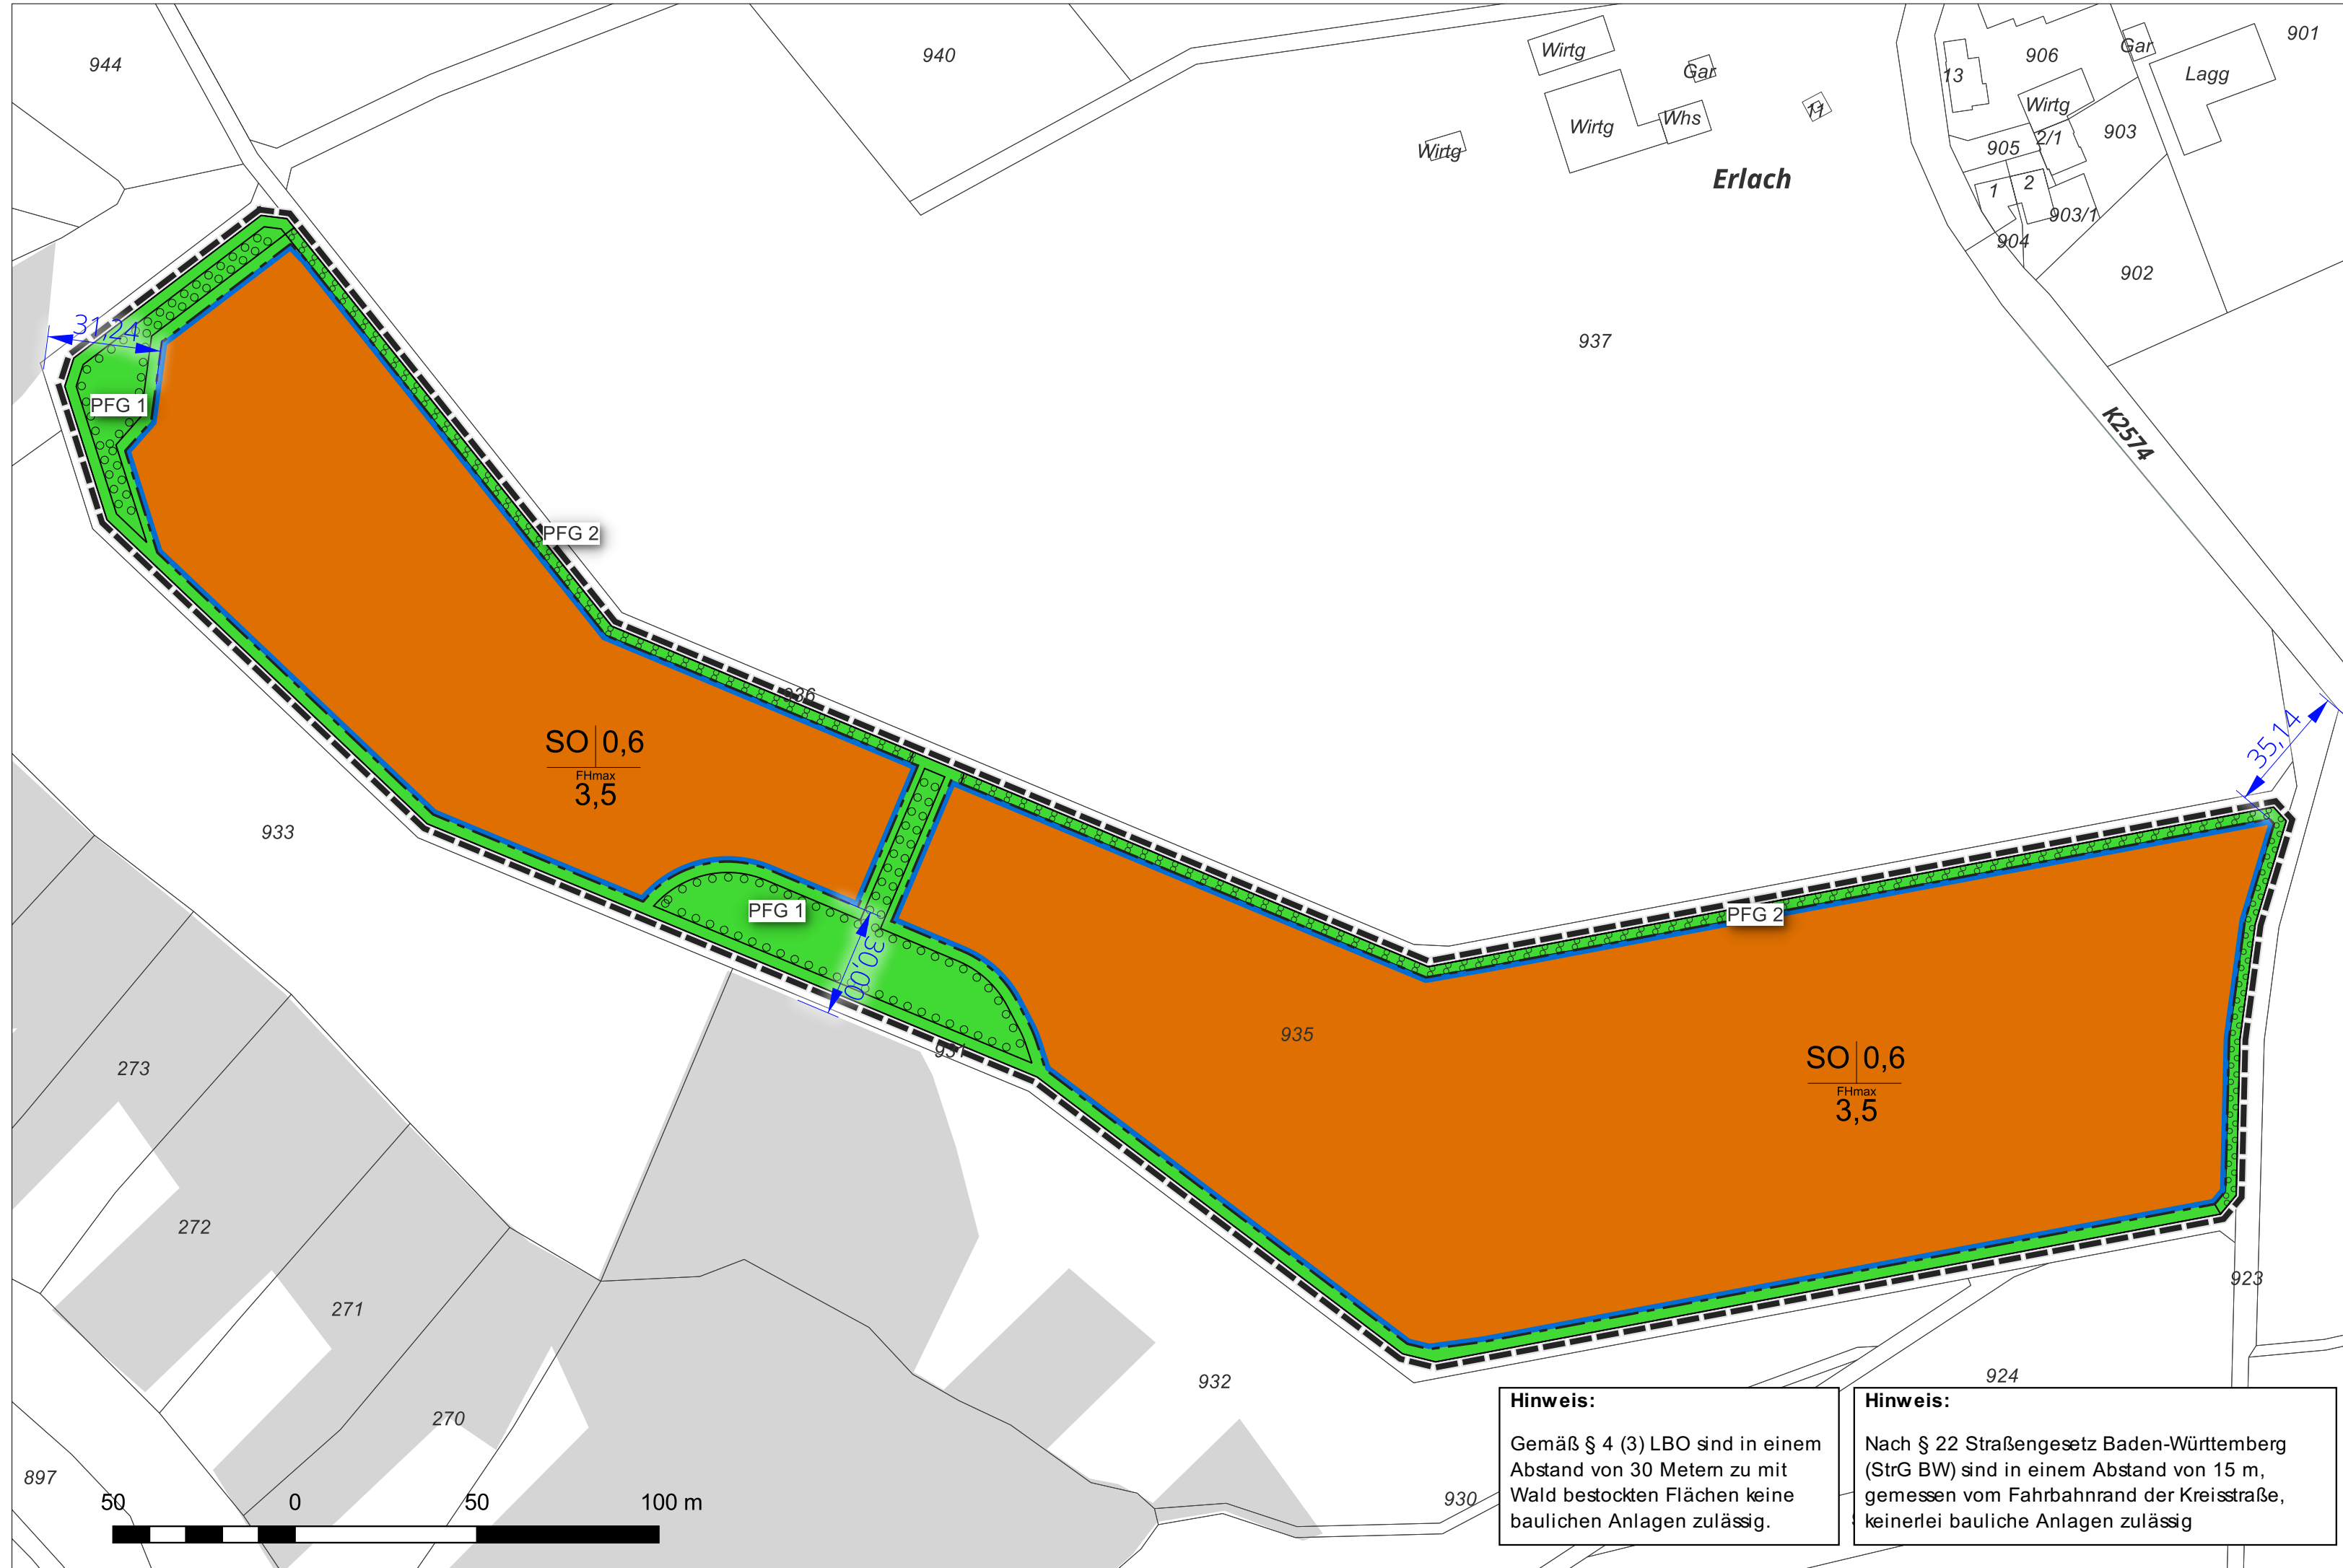 944
940
Wirtg
Gar
Wirtg
Whs
Wirtg
11
Erlach
13
906
Gar
901
Lagg
Wirtg
903
2/1
905
1
2
903/1
904
902
937
K2574
31,24
PFG 1
PFG 2
936
SO 0,6
FHmax
3,5
933
PFG 1
30,00
931
935
PFG 2
35,14
SO 0,6
FHmax
3,5
273
272
271
270
897
932
930
923
924
50 0 50 100 m
Hinweis:
Gemäß § 4 (3) LBO sind in einem
Abstand von 30 Metern zu mit
Wald bestockten Flächen keine
baulichen Anlagen zulässig.
Hinweis:
Nach § 22 Straßengesetz Baden-Württemberg
(StrG BW) sind in einem Abstand von 15 m,
gemessen vom Fahrbahnrand der Kreisstraße,
keinerlei bauliche Anlagen zulässig